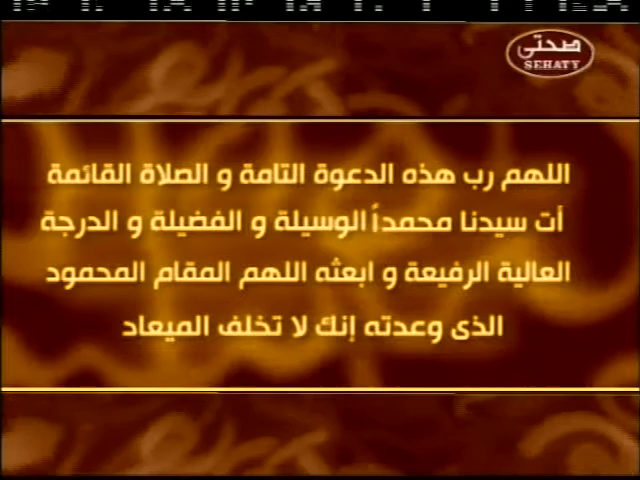 صحتى
SEHATY
اللهم رب هذه الدعوة التامة و الصلاة القائمة
أت سيدنا محمداً الوسيلة و الفضيلة و الدرجة
العالية الرفيعة و ابعثه اللهم المقام المحمود
الذى وعدته إنك لا تخلف الميعاد